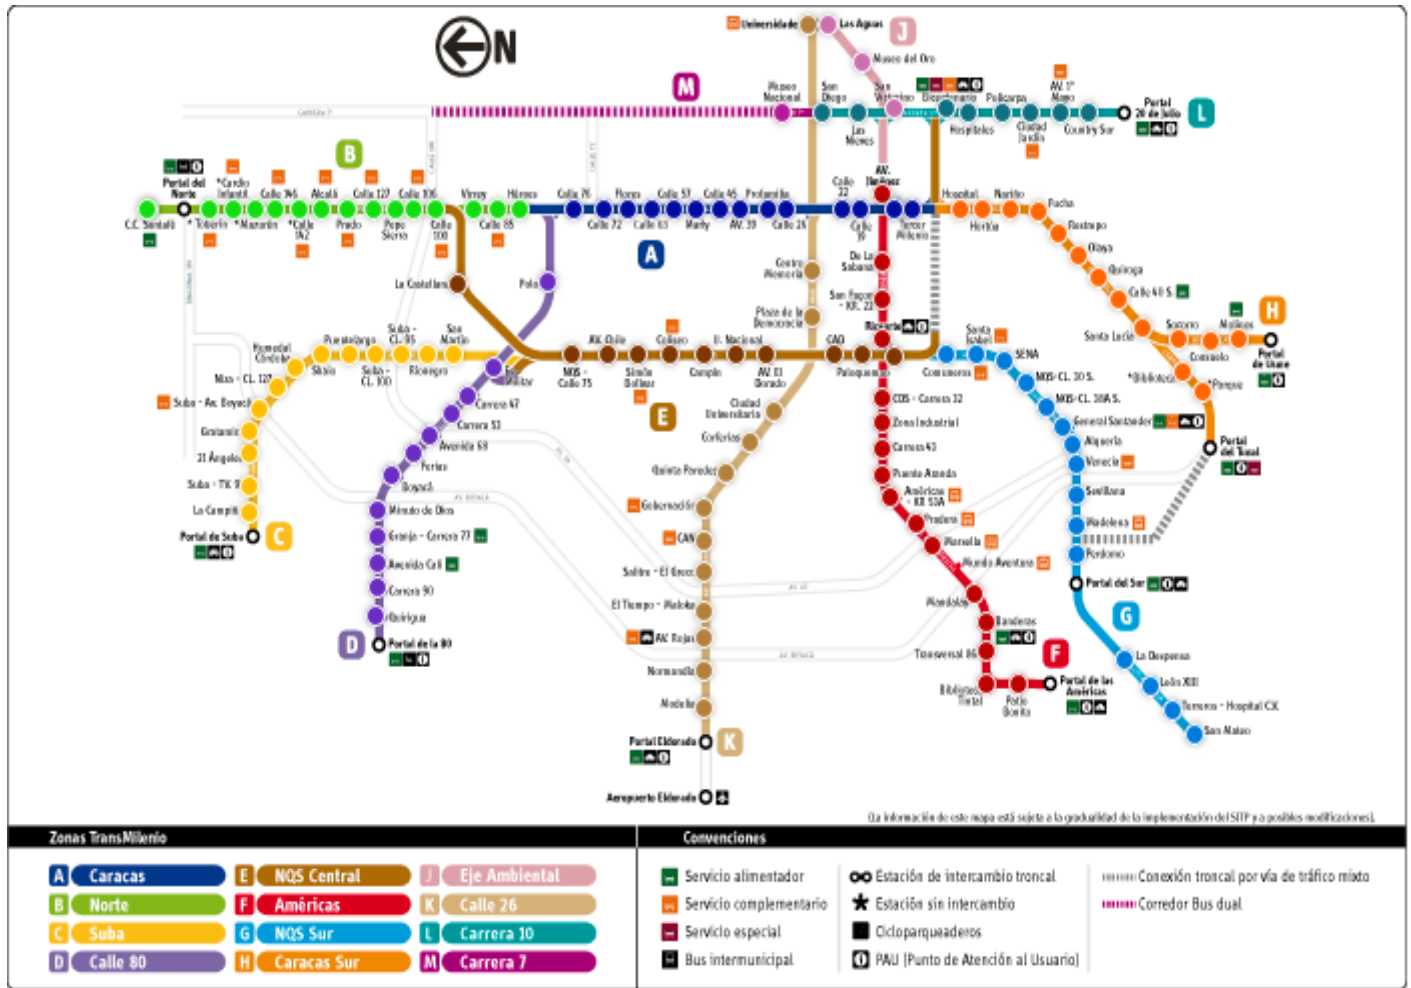 N
Universidades
Las Aguas
J
Museo del Oro
M
Museo
Nacional
San
Diego
San
Victorino
Bicentenario
Policarpa
AV. 1º
Mayo
Portal
20 de Julio
L
Las
Nieves
Hospitales
Ciudad
Jardín
Country Sur
CARRERA 7ª
B
Portal del
Norte
*Cardio
Infantil
Calle 146
Alcalá
Calle 127
Calle 106
Virrey
Héroes
Calle 76
Flores
Calle 57
Calle 45
Profamilia
Calle
22
AV.
Jiménez
Hospital
Nariño
Fucha
C.C. Santafé
* Toberín
*Mazurén
*Calle
142
Prado
Pepe
Sierra
Calle
100
Calle 85
Calle 72
Calle 63
Marly
AV. 39
Calle 26
Calle
19
Tercer
Milenio
Hortúa
Restrepo
Olaya
Quiroga
Calle 40 S.
Santa Lucía
Socorro
Molinos
Consuelo
H
Portal
de Usme
*Biblioteca
*Parque
Portal
del Tunal
A
La Castellana
Polo
Centro
Memoria
Plaza de la
Democracia
De La
Sabana
San Façon
- KR. 22
Ricaurte
Humedal
Córdoba
Puentelargo
Suba -
CL. 95
San
Martín
Shaio
Suba -
CL. 100
Rionegro
Niza - CL. 127
Suba - Av. Boyacá
Gratamira
21 Ángeles
Suba - TV. 91
La Campiña
Portal de Suba
C
NQS -
Calle 75
AV. Chile
Simón
Bolívar
Coliseo
Campín
U. Nacional
AV. El
Dorado
CAD
Paloquemao
Comuneros
Santa
Isabel
SENA
NQS-CL. 30 S.
NQS-CL. 38A S.
General Santander
Alquería
Venecia
Sevillana
Madelena
Perdomo
Portal del Sur
G
La Despensa
León XIII
Terreros - Hospital C.V.
San Mateo
E
Escuela
Militar
Carrera 47
Carrera 53
Avenida 68
Ferias
Boyacá
Minuto de Dios
Granja - Carrera 77
Avenida Cali
Carrera 90
Quirigua
D
Portal de la 80
Ciudad
Universitaria
Corferias
Quinta Paredes
Gobernación
CAN
Salitre - El Greco
El Tiempo - Maloka
AV. Rojas
Normandía
Modelia
Portal Eldorado
K
Aeropuerto Eldorado
CDS - Carrera 32
Zona Industrial
Carrera 43
Puente Aranda
Américas
- KR 53A
Pradera
Marsella
Mundo Aventura
Mandalay
Banderas
Transversal 86
Biblioteca
Tintal
Patio
Bonito
F
Portal de las
Américas
(La información de este mapa está sujeta a la gradualidad de la implementación del SITP y a posibles modificaciones).
Zonas TransMilenio
A Caracas
B Norte
C Suba
D Calle 80
E NQS Central
F Américas
G NQS Sur
H Caracas Sur
J Eje Ambiental
K Calle 26
L Carrera 10
M Carrera 7
Convenciones
Servicio alimentador
Servicio complementario
Servicio especial
Bus intermunicipal
Estación de intercambio troncal
Estación sin intercambio
Cicloparqueaderos
PAU (Punto de Atención al Usuario)
Conexión troncal por vía de tráfico mixto
Corredor Bus dual